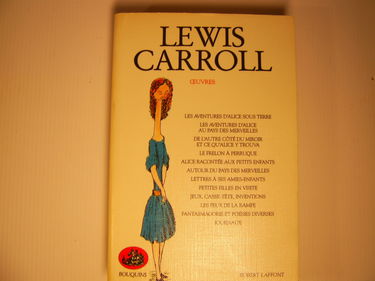 LEWIS
CARROLL
ŒUVRES
LES AVENTURES D'ALICE SOUS TERRE
LES AVENTURES D'ALICE
AU PAYS DES MERVEILLES
DE L'AUTRE CÔTÉ DU MIROIR
ET CE QU'ALICE Y TROUVA
LE FRELON À PERRUQUE
ALICE RACONTÉE AUX PETITS ENFANTS
AUTOUR DU PAYS DES MERVEILLES
LETTRES À SES AMIES-ENFANTS
PETITES FILLES EN VISITE
JEUX, CASSE-TÊTE, INVENTIONS
LES FEUX DE LA RAMPE
FANTASMAGORIE ET POÉSIES DIVERSES
JOURNAUX
BOUQUINS
ROBERT LAFFONT